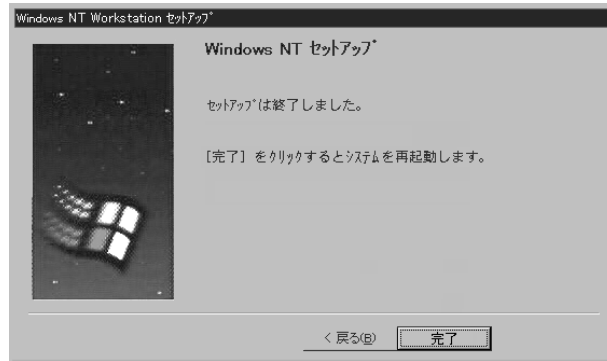 Windows NT Workstation ｾｯﾄｱｯﾌﾟ
Windows NT ｾｯﾄｱｯﾌﾟ
ｾｯﾄｱｯﾌﾟは終了しました。
[完了] をｸﾘｯｸするとｼｽﾃﾑを再起動します。
< 戻る(B)
完了